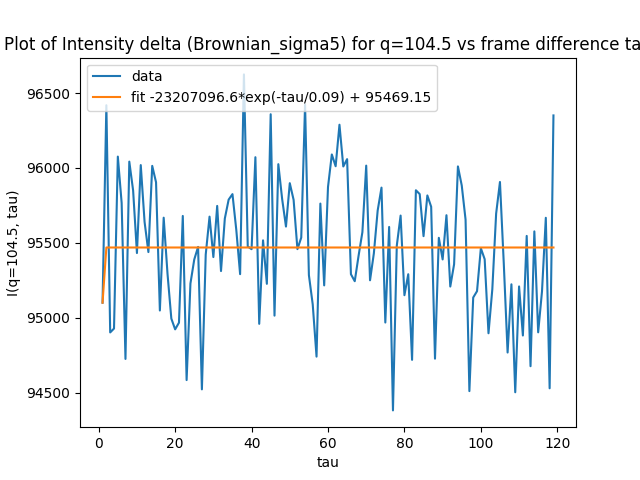 Plot of Intensity delta (Brownian_sigma5) for q=104.5 vs frame difference ta
data
fit -23207096.6*exp(-tau/0.09) + 95469.15
96500
96000
95500
95000
94500
I(q=104.5, tau)
0 20 40 60 80 100 120
tau